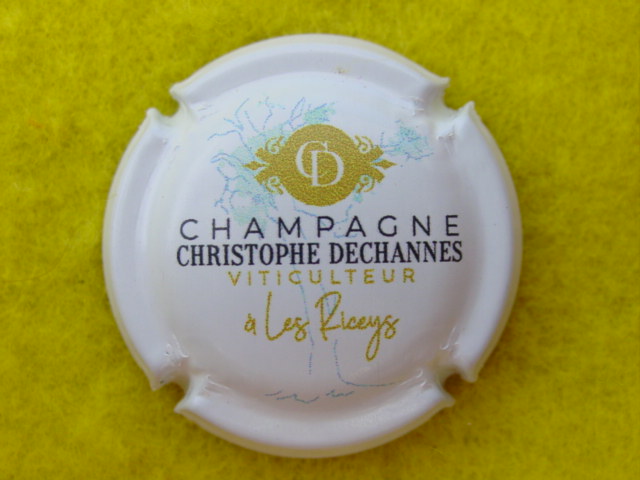 CD
CHAMPAGNE
CHRISTOPHE DECHANNES
VITICULTEUR
à Les Riceys